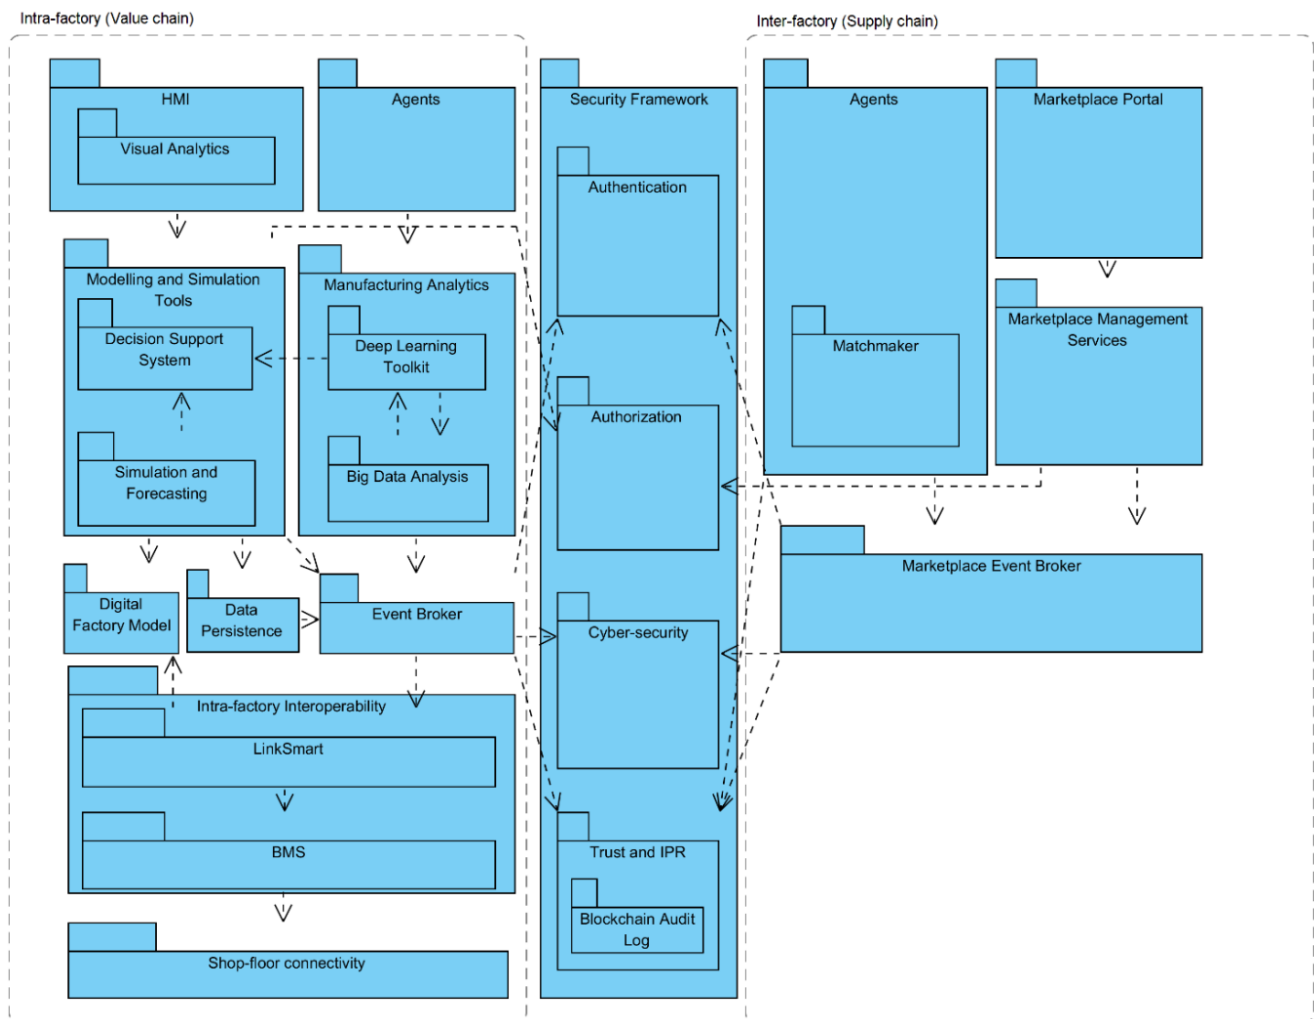 Intra-factory (Value chain)
Inter-factory (Supply chain)
HMI
Visual Analytics
Agents
Security Framework
Authentication
Agents
Marketplace Portal
Modelling and Simulation
Tools
Decision Support
System
Simulation and
Forecasting
Manufacturing Analytics
Deep Learning
Toolkit
Big Data Analysis
Authorization
Matchmaker
Marketplace Management
Services
Digital
Factory Model
Data
Persistence
Event Broker
Cyber-security
Marketplace Event Broker
Intra-factory Interoperability
LinkSmart
BMS
Trust and IPR
Blockchain Audit
Log
Shop-floor connectivity